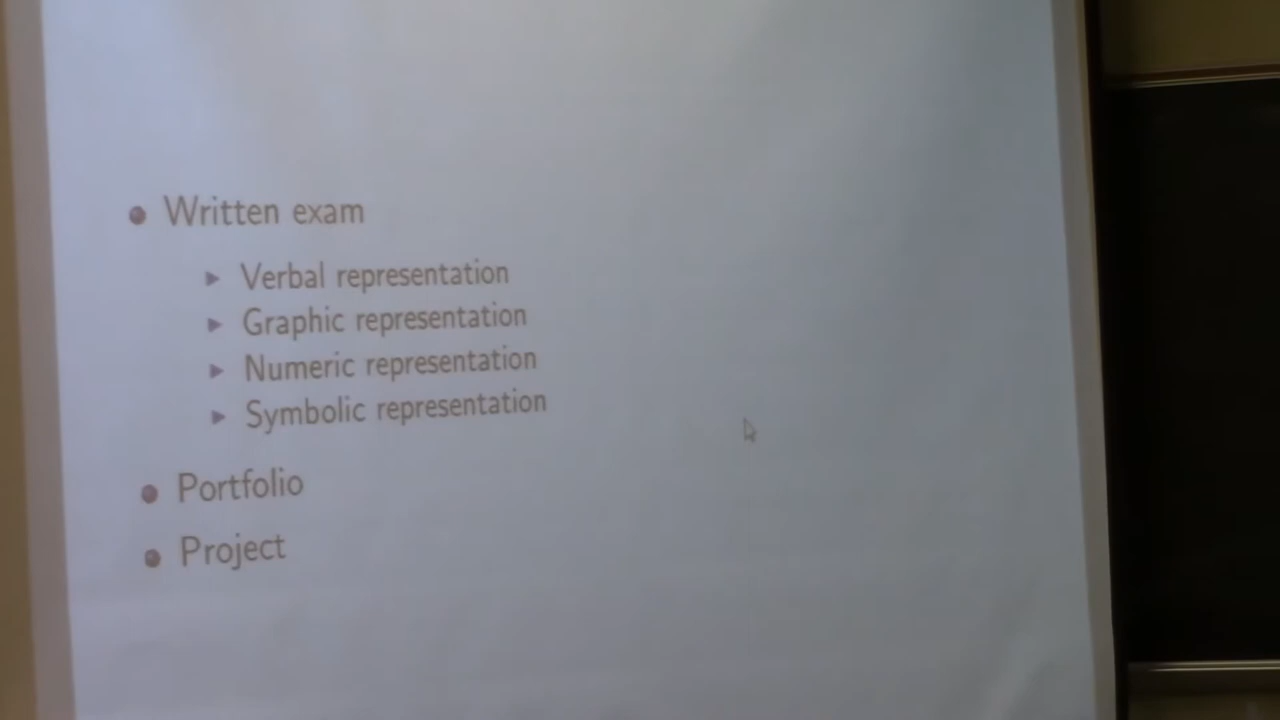 Written exam
Verbal representation
Graphic representation
Numeric representation
Symbolic representation
Portfolio
Project